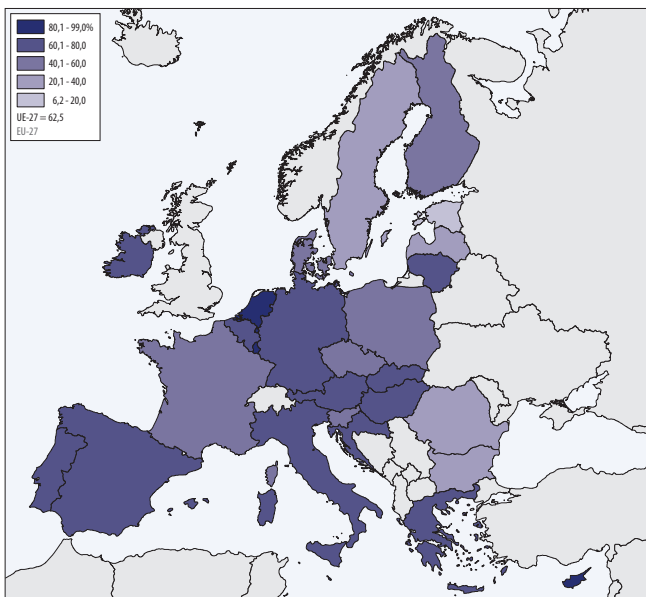 80,1 - 99,0%
60,1 - 80,0
40,1 - 60,0
20,1 - 40,0
6,2 - 20,0
UE-27 = 62,5
EU-27